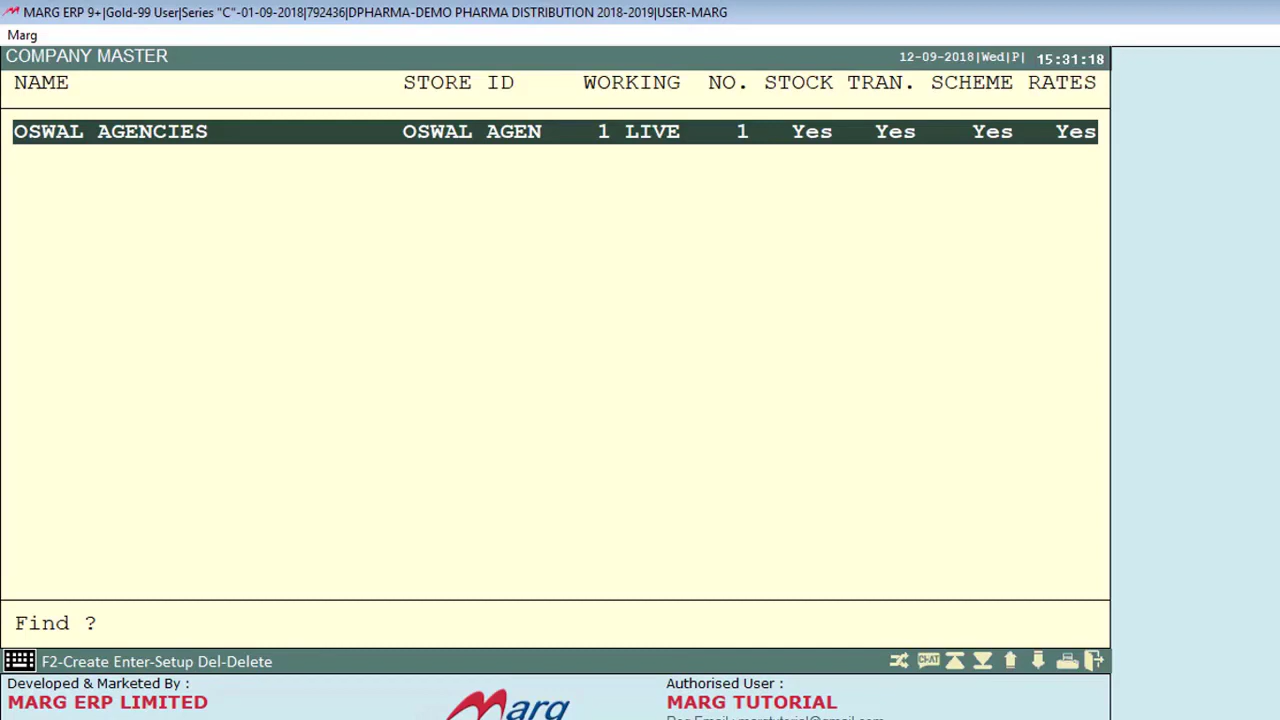 MARG ERP 9+|Gold-99 User|Series "C"-01-09-2018|792436|DPHARMA-DEMO PHARMA DISTRIBUTION 2018-2019|USER-MARG
Marg
COMPANY MASTER 12-09-2018|Wed|P| 15:31:18
NAME STORE ID WORKING NO. STOCK TRAN. SCHEME RATES
OSWAL AGENCIES OSWAL AGEN 1 LIVE 1 Yes Yes Yes Yes
Find ?
F2-Create Enter-Setup Del-Delete CHAT
Developed & Marketed By : Authorised User :
MARG ERP LIMITED Marg MARG TUTORIAL